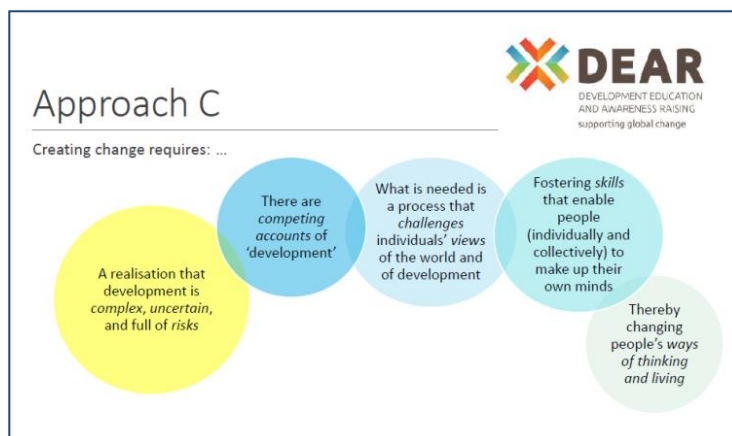 DEAR
DEVELOPMENT EDUCATION
AND AWARENESS RAISING
supporting global change
Approach C
Creating change requires: ...
A realisation that
development is
complex, uncertain,
and full of risks
There are
competing
accounts of
‘development’
What is needed is
a process that
challenges
individuals’ views
of the world and
of development
Fostering skills
that enable
people
(individually and
collectively) to
make up their
own minds
Thereby
changing
people’s ways
of thinking
and living